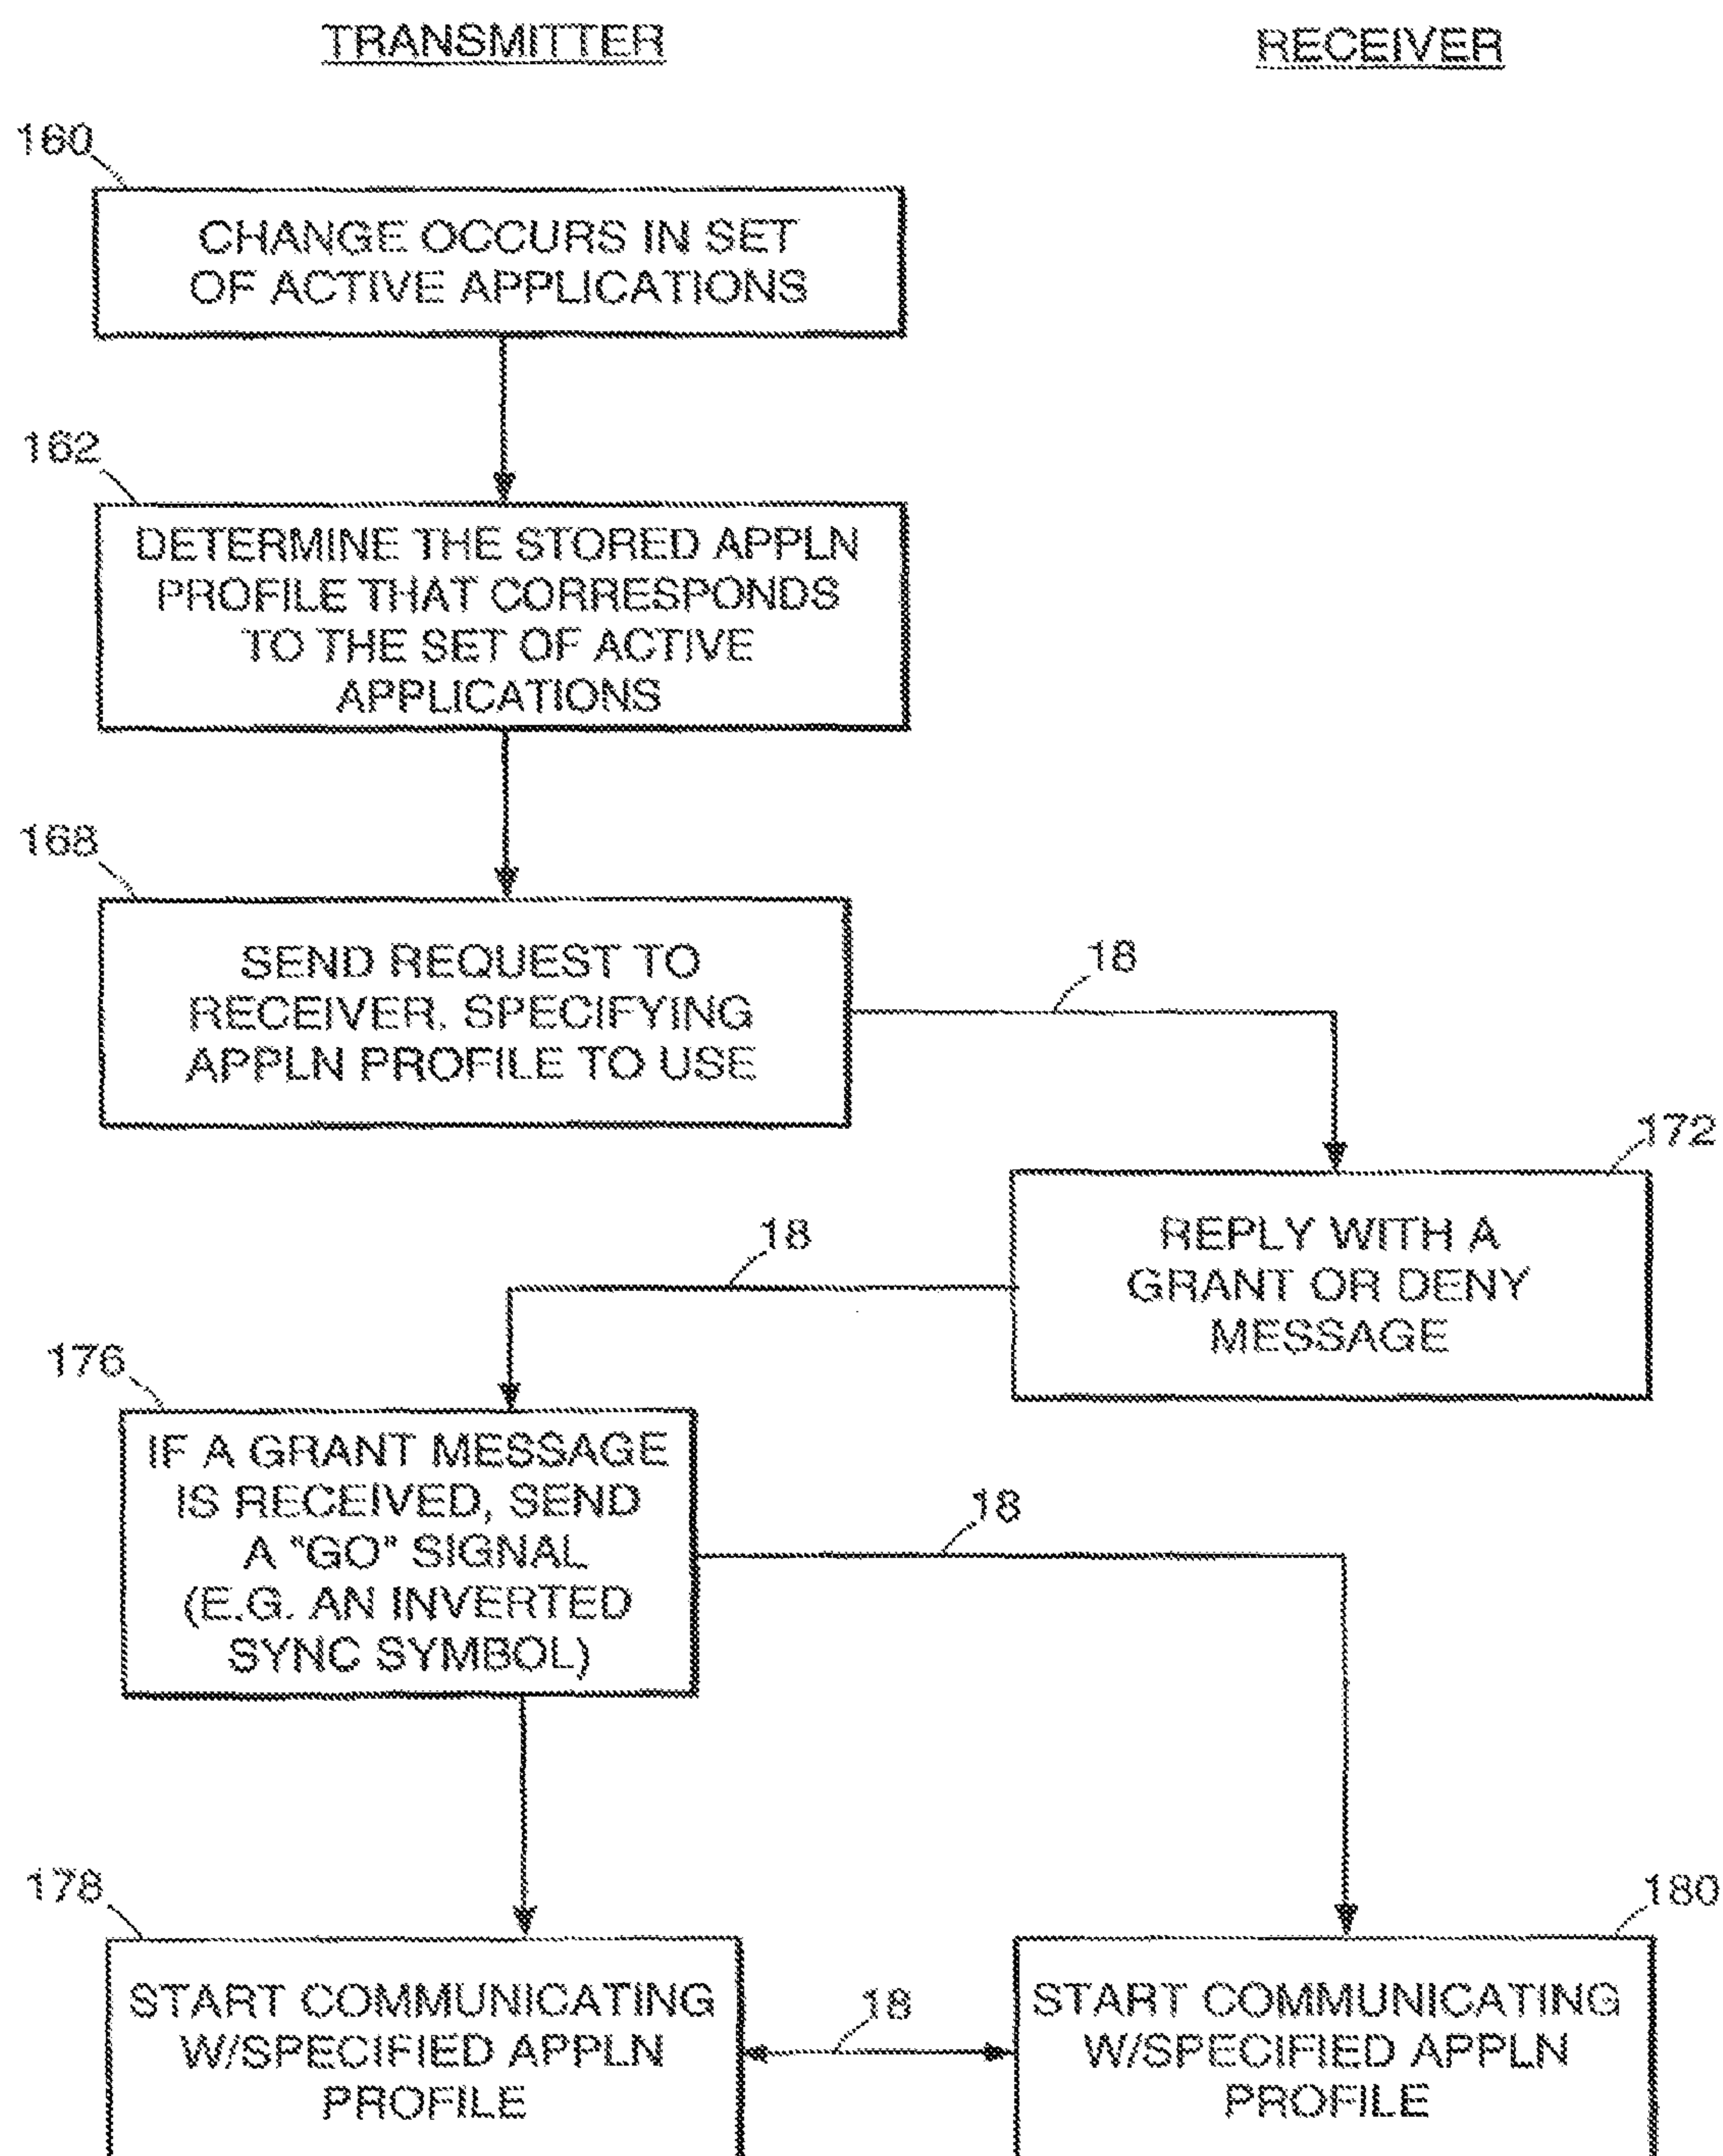 TRANSMITTER
RECEIVER
160
CHANGE OCCURS IN SET
OF ACTIVE APPLICATIONS
162
DETERMINE THE STORED APPLN
PROFILE THAT CORRESPONDS
TO THE SET OF ACTIVE
APPLICATIONS
168
SEND REQUEST TO
RECEIVER, SPECIFYING
APPLN PROFILE TO USE
18
172
REPLY WITH A
GRANT OR DENY
MESSAGE
18
176
IF A GRANT MESSAGE
IS RECEIVED, SEND
A "GO" SIGNAL
(E.G. AN INVERTED
SYNC SYMBOL)
18
178
START COMMUNICATING
W/SPECIFIED APPLN
PROFILE
18
180
START COMMUNICATING
W/SPECIFIED APPLN
PROFILE